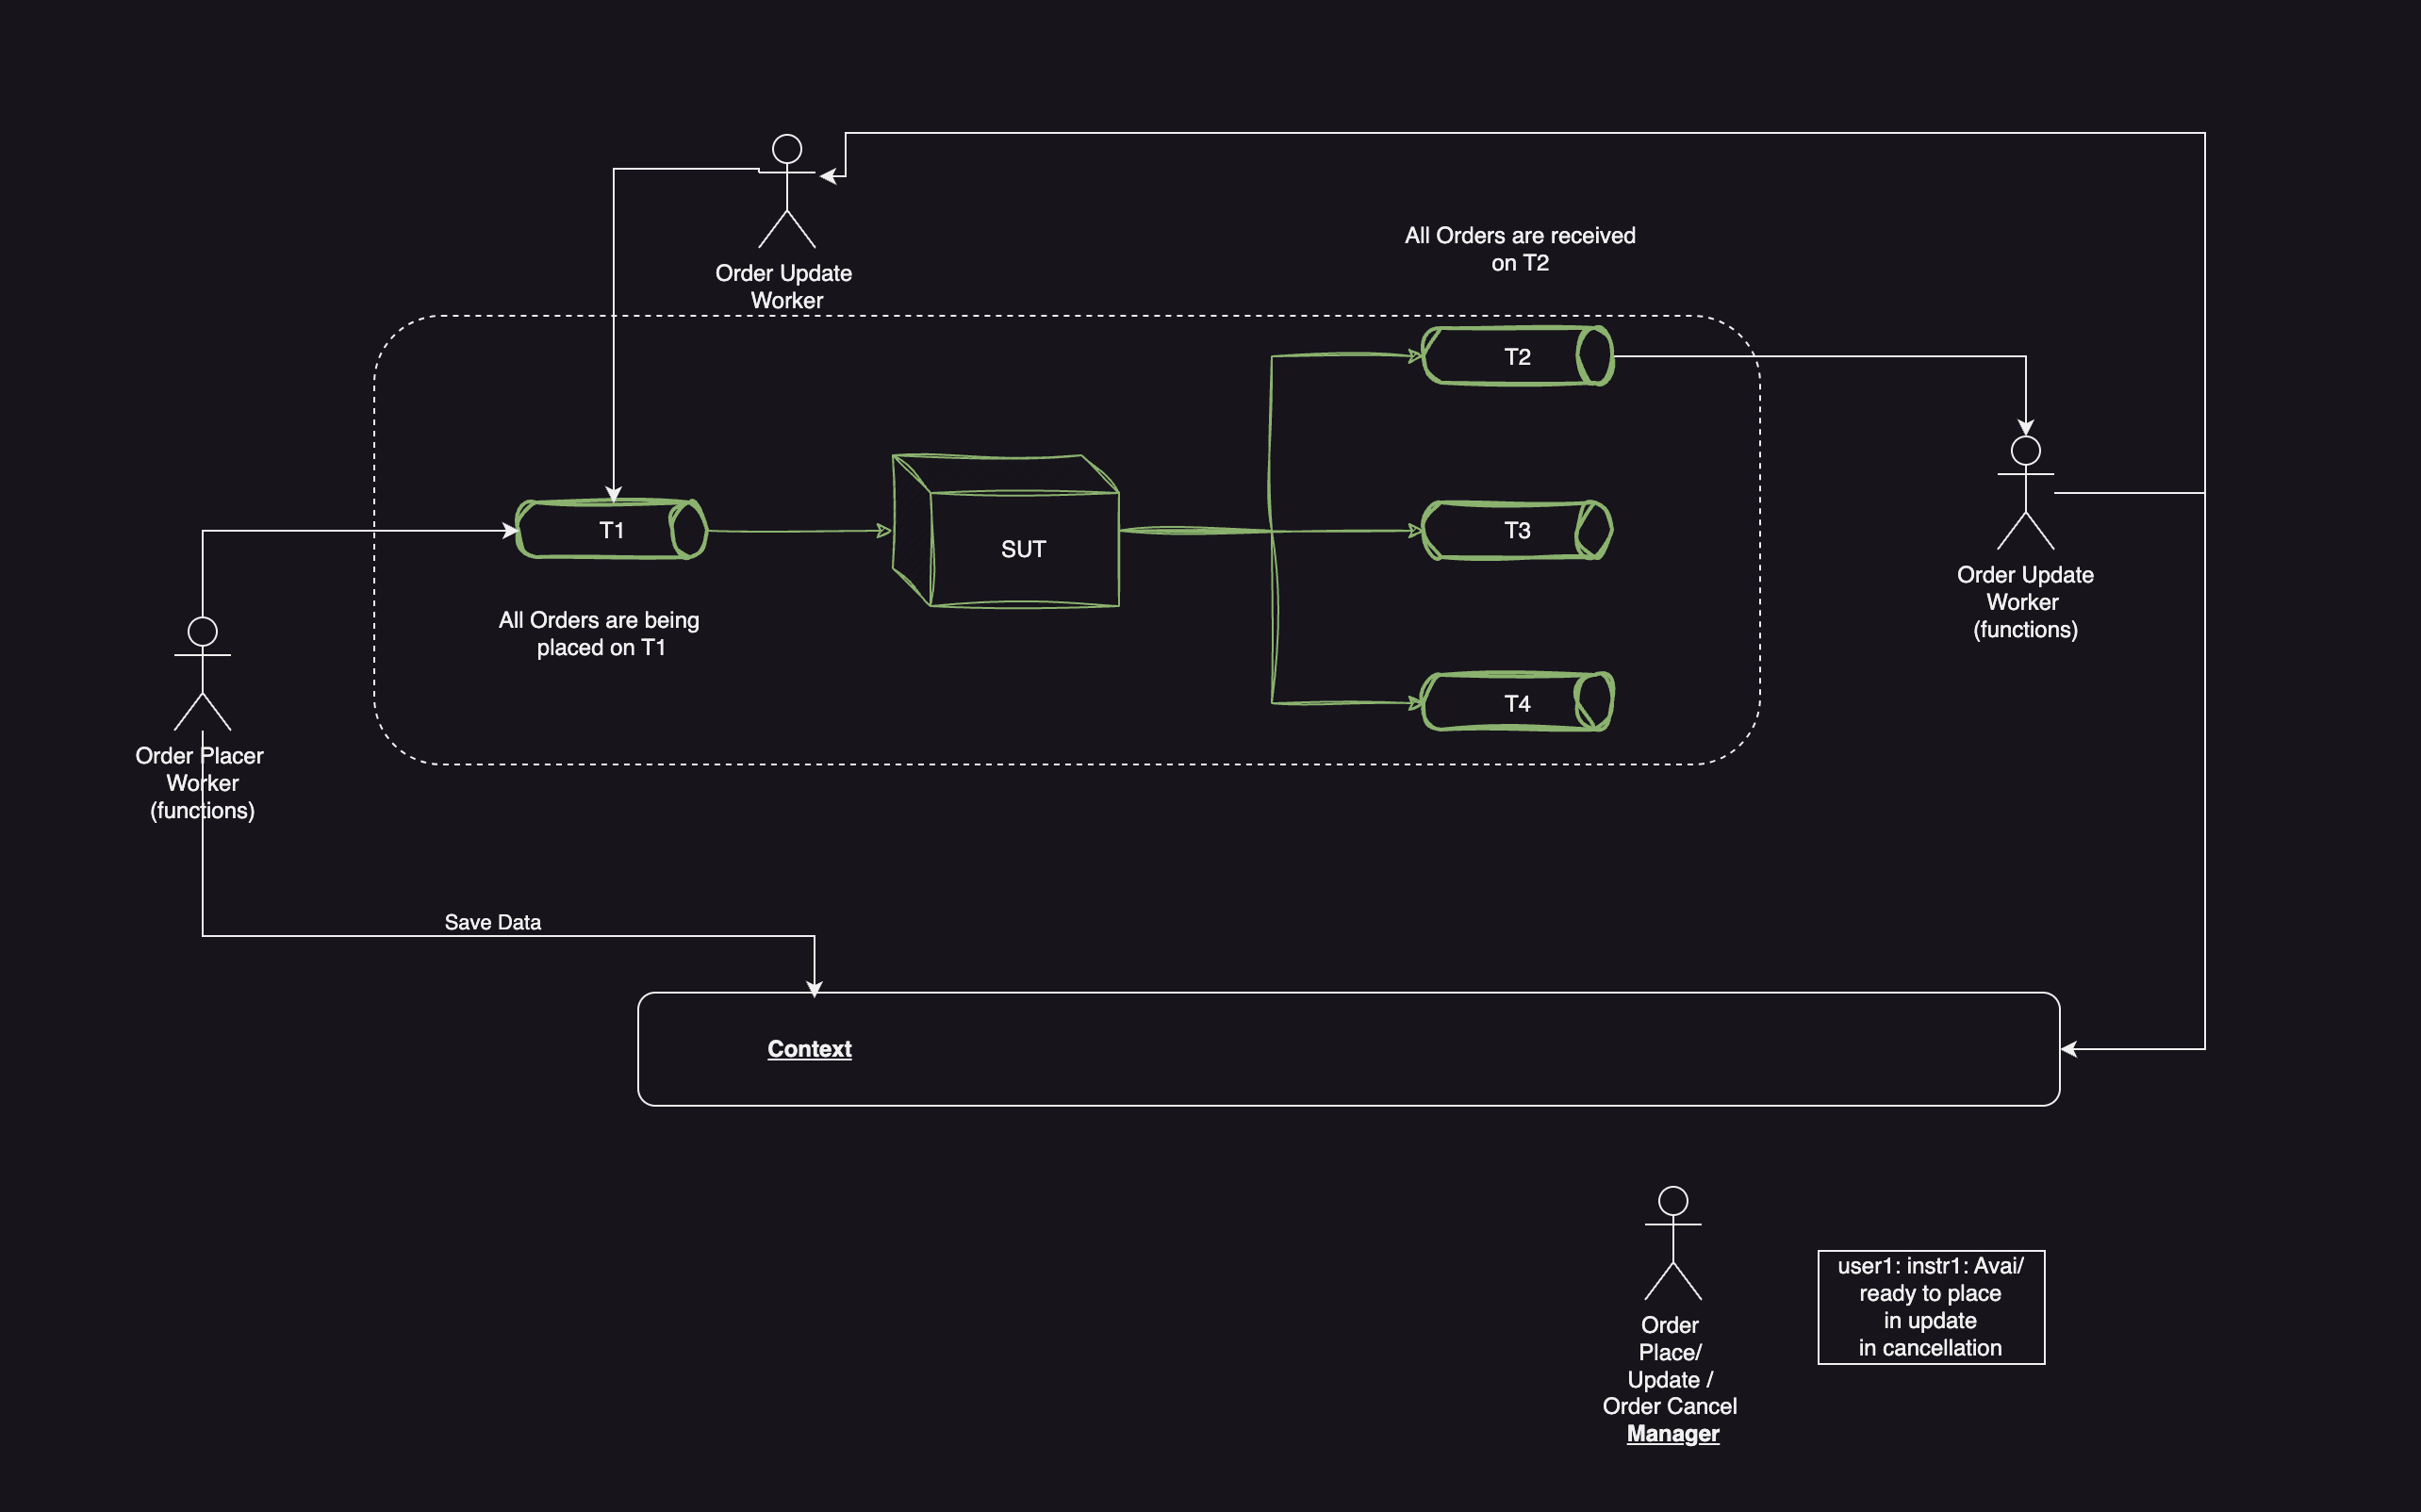 Order Update
Worker
All Orders are received
on T2
T2
T1
SUT
T3
Order Update
Worker
(functions)
All Orders are being
placed on T1
T4
Order Placer
Worker
(functions)
Save Data
Context
user1: instr1: Avai/
ready to place
in update
in cancellation
Order
Place/
Update /
Order Cancel
Manager